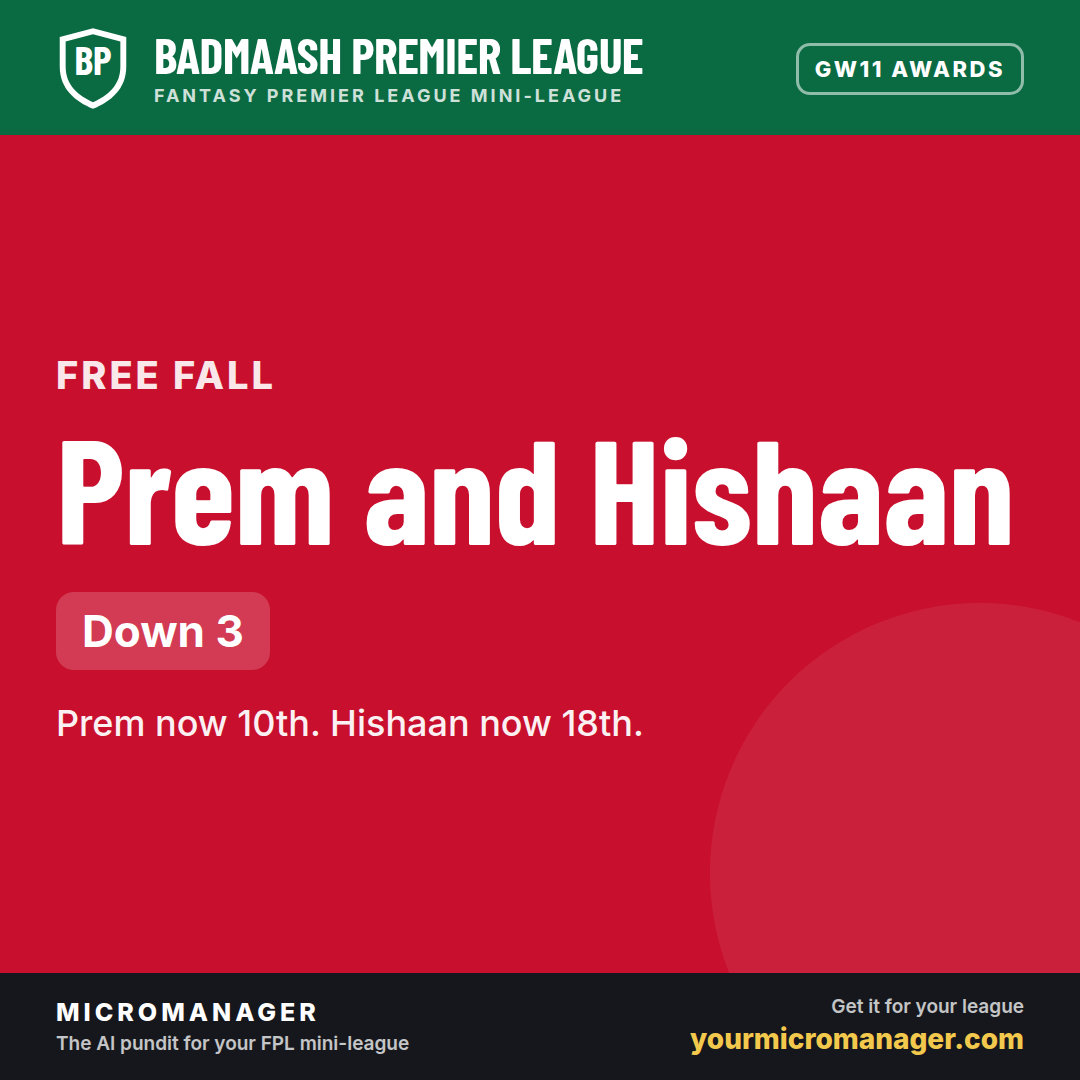 BP
BADMAASH PREMIER LEAGUE
FANTASY PREMIER LEAGUE MINI-LEAGUE
GW11 AWARDS
FREE FALL
Prem and Hishaan
Down 3
Prem now 10th. Hishaan now 18th.
MICROMANAGER
The AI pundit for your FPL mini-league
Get it for your league
yourmicromanager.com